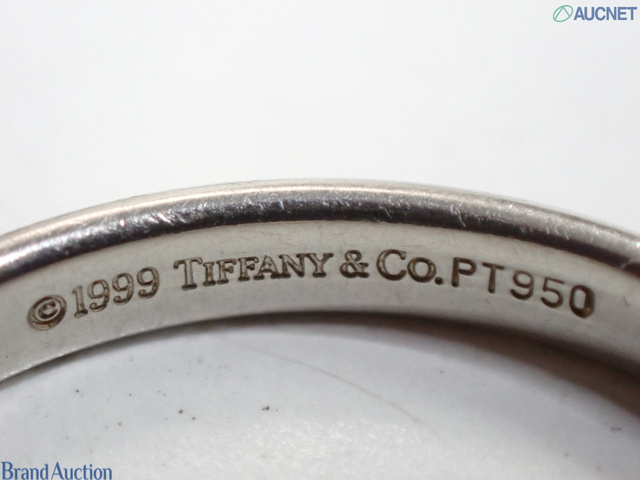 AUCNET
©1999 TIFFANY & CO. PT950
Brand Auction